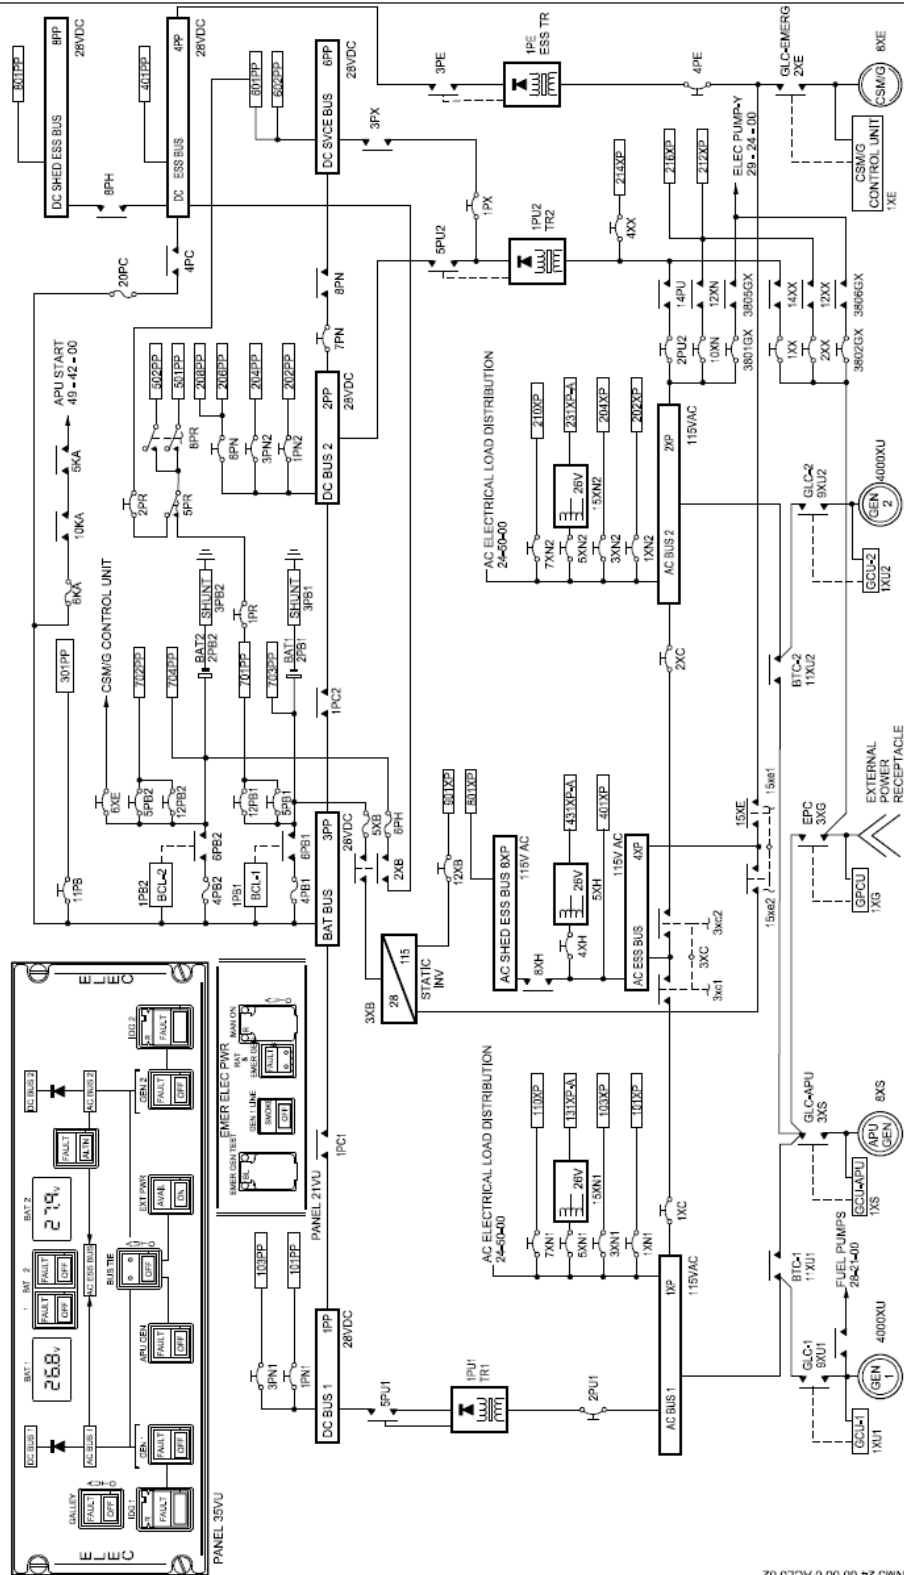 DC SHED ESS BUS 8PP
28VDC
801PP
8PH
DC ESS BUS 4PP
28VDC
401PP
4PC
20PC
601PP
602PP
DC SVCE BUS 6PP
28VDC
3PX
8PN
7PN
3PE
1PE
ESS TR
4PE
GLC-EMERG
2XE
CSM/G
8XE
CSM/G
CONTROL UNIT
1XE
5PU2
1PX
1PU2
TR2
4XX
214XP
216XP
212XP
ELEC PUMP-Y
29-24-00
14PU
12XN
3805GX
14XX
12XX
3806GX
2PU2
10XN
3801GX
1XX
2XX
3802GX
APU START
49-42-00
5KA
10KA
6KA
301PP
11PB
502PP
501PP
8PR
2PR
5PR
208PP
206PP
204PP
202PP
6PN
3PN2
1PN2
DC BUS 2 2PP
28VDC
CSM/G CONTROL UNIT
702PP
704PP
BAT2
2PB2
SHUNT
3PB2
701PP
703PP
1PR
BAT1
2PB1
SHUNT
3PB1
6XE
5PB2
12PB2
12PB1
5PB1
1PB2
BCL-2
6PB2
4PB2
1PB1
BCL-1
6PB1
4PB1
1PC2
BAT BUS 3PP
28VDC
5XB
6PH
2XB
AC ELECTRICAL LOAD DISTRIBUTION
24-50-00
210XP
231XP-A
204XP
202XP
26V
15XN2
7XN2
5XN2
3XN2
1XN2
AC BUS 2 2XP
115VAC
GLC-2
9XU2
GEN
2
4000XU
GCU-2
1XU2
2XC
BTC-2
11XU2
3XB
28
115
STATIC
INV
901XP
801XP
12XB
AC SHED ESS BUS 8XP
115V AC
8XH
431XP-A
401XP
26V
5XH
4XH
AC ESS BUS 4XP
115V AC
3xc2
3XC
3xc1
15XE
15xe1
15xe2
EPC
3XG
EXTERNAL
POWER
RECEPTACLE
GPCU
1XG
ELEC
BAT 1
26.8v
1 BAT 2
FAULT
OFF
FAULT
OFF
BAT 2
27.9v
DC BUS 1
DC BUS 2
AC BUS 1
AC ESS BUS
AC BUS 2
FAULT
ALTN
GALLEY
FAULT
OFF
AUTO
IDG 1
FAULT
GEN 1
FAULT
OFF
APU GEN
FAULT
OFF
BUS TIE
OFF
AUTO
EXT PWR
AVAIL
ON
GEN 2
FAULT
OFF
IDG 2
FAULT
ELEC
PANEL 35VU
EMER ELEC PWR
EMER GEN TEST
GEN 1 LINE
SMOKE
OFF
RAT
&
EMER GEN
FAULT
MAN ON
AUTO
PANEL 21VU
1PC1
103PP
101PP
3PN1
1PN1
DC BUS 1 1PP
28VDC
5PU1
1PU1
TR1
2PU1
AC ELECTRICAL LOAD DISTRIBUTION
24-50-00
110XP
131XP-A
103XP
101XP
26V
15XN1
7XN1
5XN1
3XN1
1XN1
AC BUS 1 1XP
115VAC
1XC
BTC-1
11XU1
GLC-1
9XU1
FUEL PUMPS
28-21-00
GEN
1
4000XU
GCU-1
1XU1
GLC-APU
3XS
GCU-APU
1XS
APU
GEN
8XS